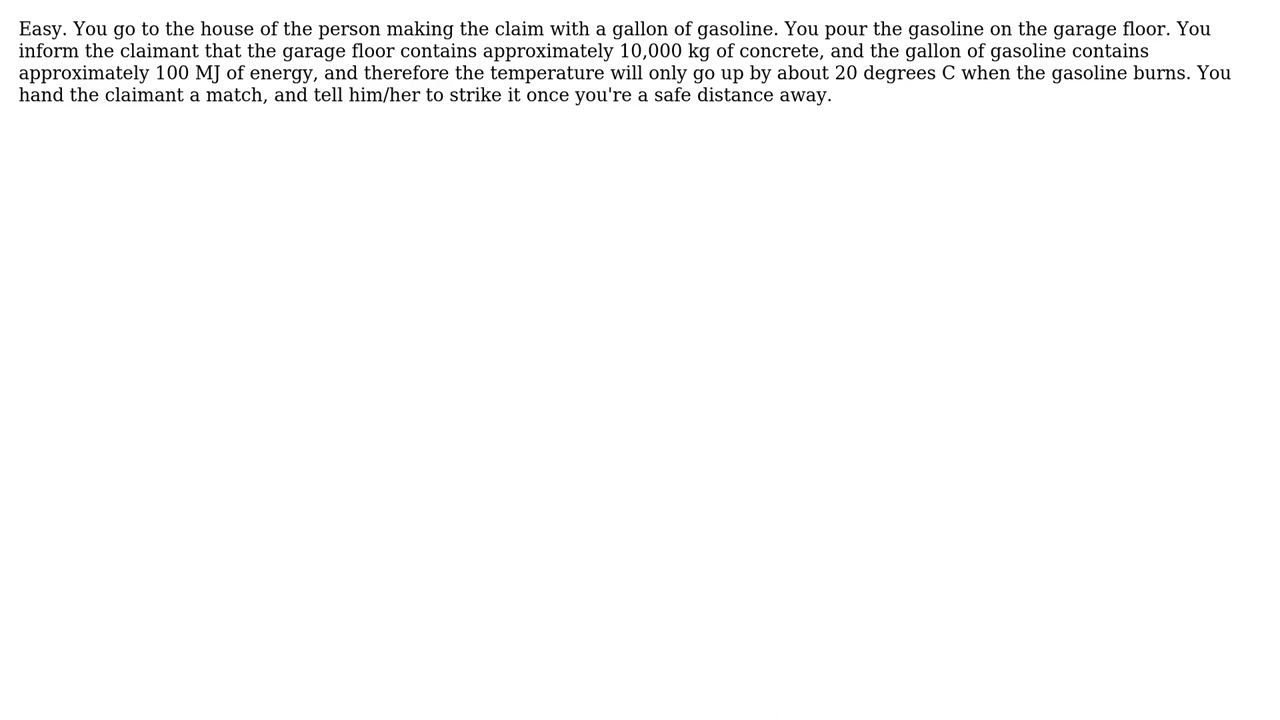 Easy. You go to the house of the person making the claim with a gallon of gasoline. You pour the gasoline on the garage floor. You
inform the claimant that the garage floor contains approximately 10,000 kg of concrete, and the gallon of gasoline contains
approximately 100 MJ of energy, and therefore the temperature will only go up by about 20 degrees C when the gasoline burns. You
hand the claimant a match, and tell him/her to strike it once you're a safe distance away.